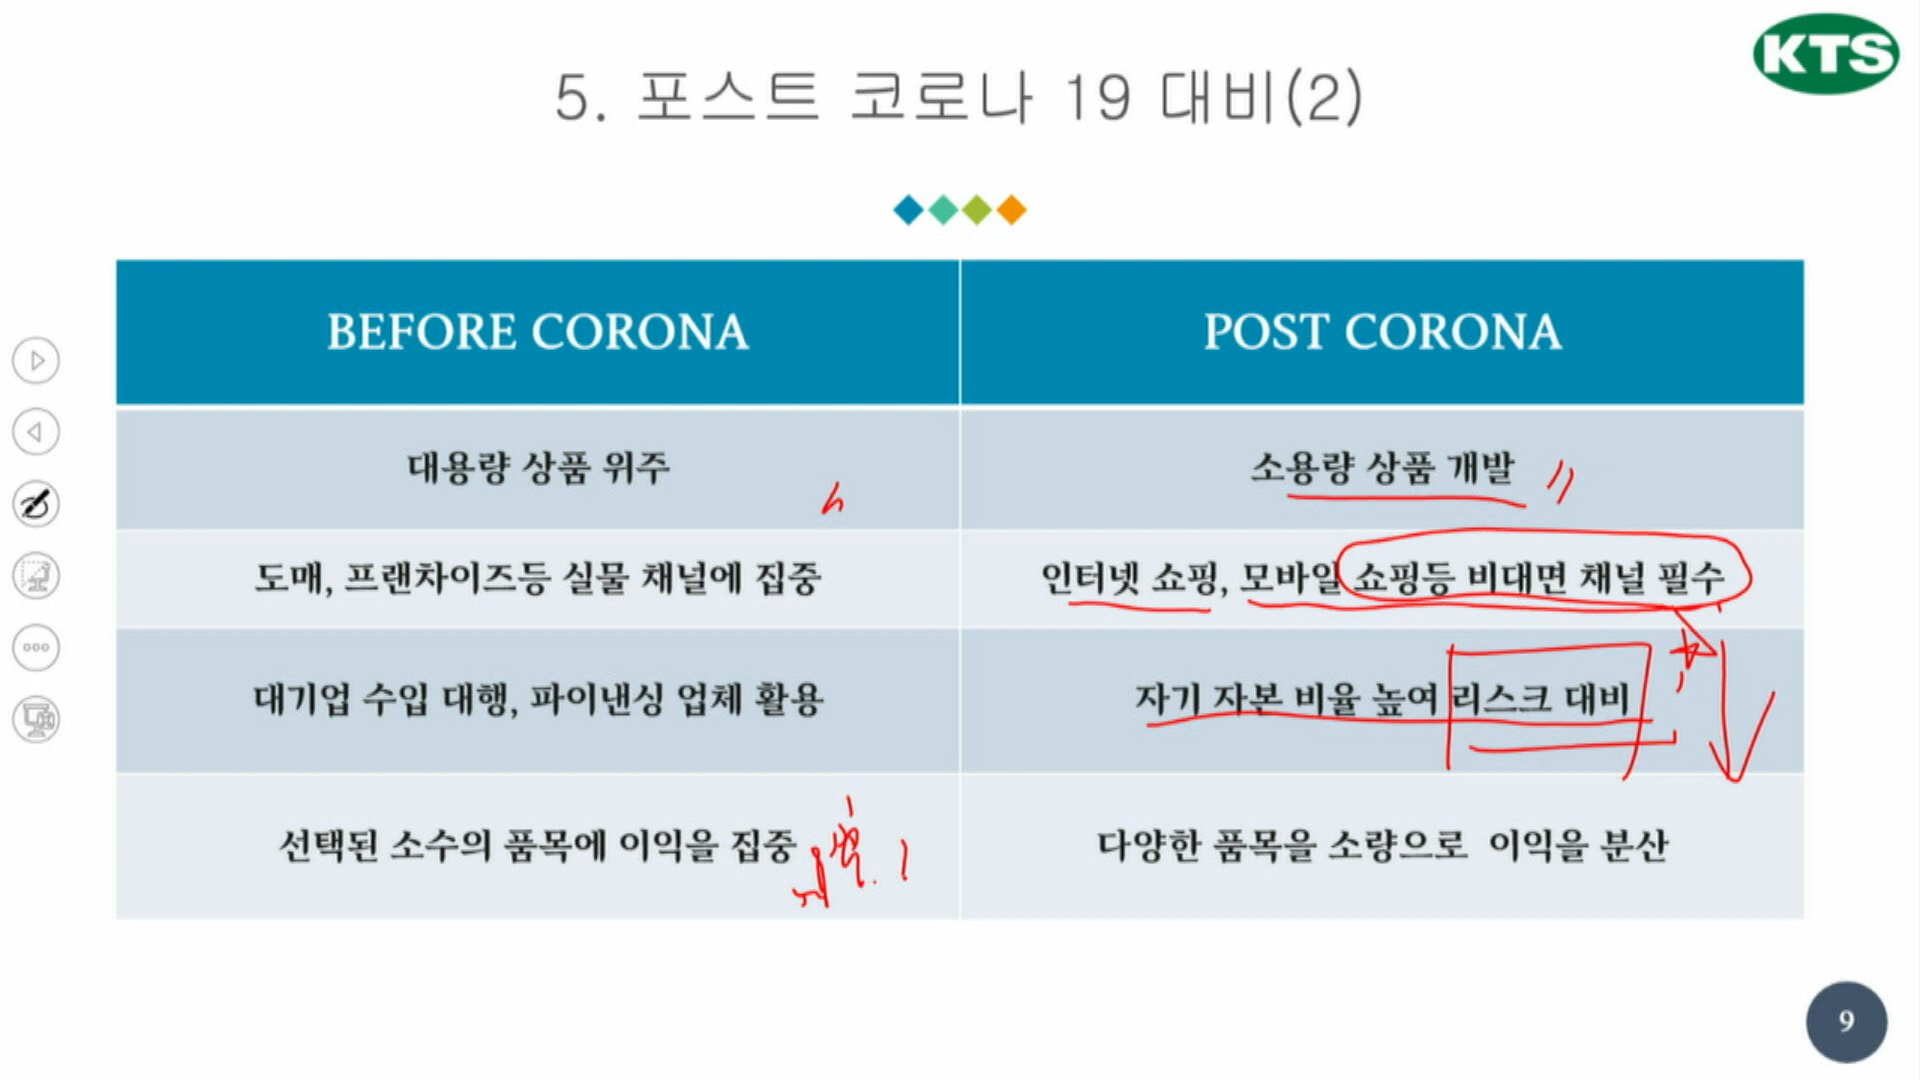 KTS
5. 포스트 코로나 19 대비(2)
BEFORE CORONA
POST CORONA
대용량 상품 위주
소용량 상품 개발
도매, 프랜차이즈등 실물 채널에 집중
인터넷 쇼핑, 모바일 쇼핑등 비대면 채널 필수
대기업 수입 대행, 파이낸싱 업체 활용
자기 자본 비율 높여 리스크 대비
선택된 소수의 품목에 이익을 집중
다양한 품목을 소량으로 이익을 분산
9